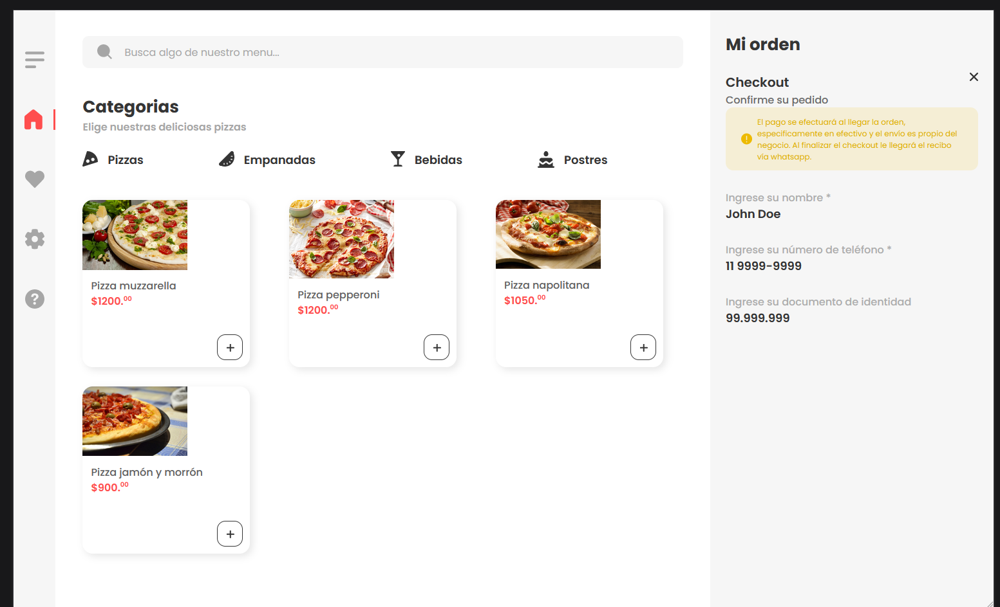 Busca algo de nuestro menu...
Categorias
Elige nuestras deliciosas pizzas
Pizzas
Empanadas
Bebidas
Postres
Pizza muzzarella
$1200.00
Pizza pepperoni
$1200.00
Pizza napolitana
$1050.00
Pizza jamón y morrón
$900.00
Mi orden
Checkout
Confirme su pedido
El pago se efectuará al llegar la orden,
especificamente en efectivo y el envío es propio del
negocio. Al finalizar el checkout le llegará el recibo
vía whatsapp.
Ingrese su nombre *
John Doe
Ingrese su número de teléfono *
11 9999-9999
Ingrese su documento de identidad
99.999.999